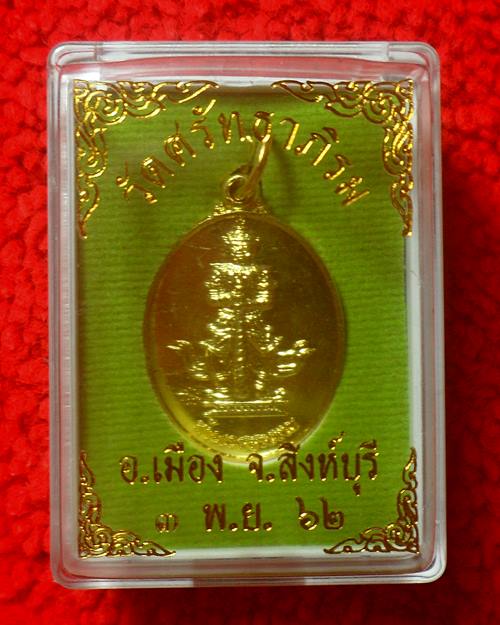 วัดศรัทธาภิรม
อ.เมือง จ.สิงห์บุรี
๓ พ.ย. ๖๒